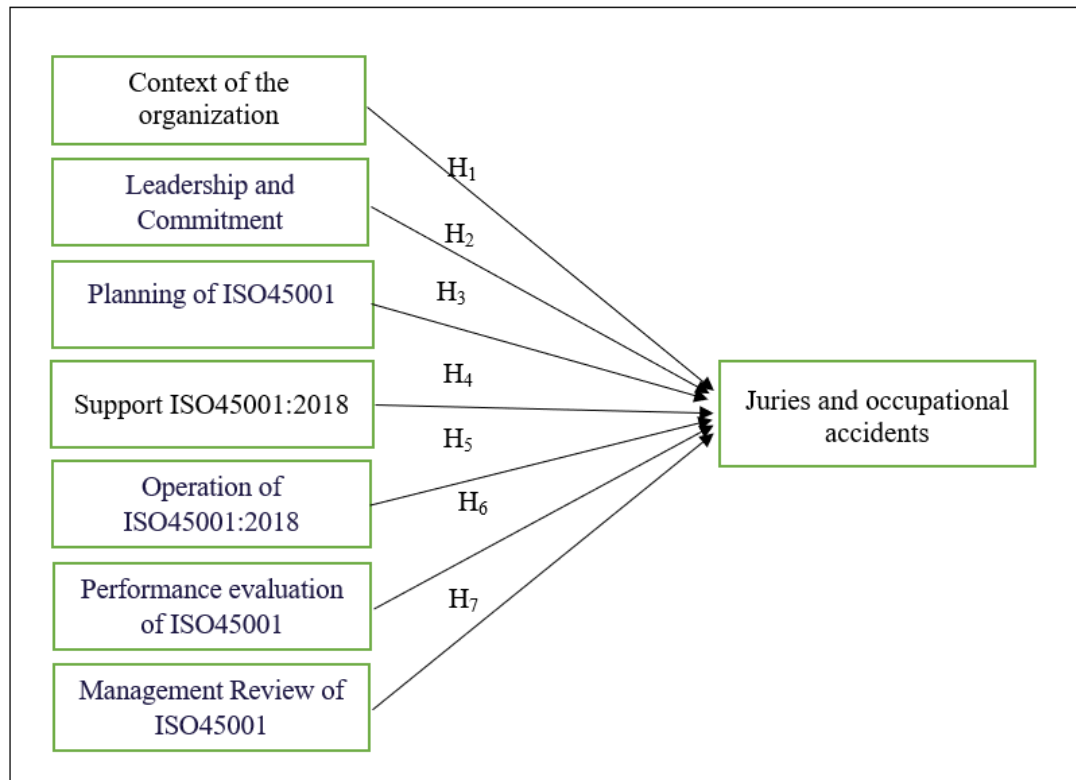 Context of the
organization
H₁
Leadership and
Commitment
H₂
Planning of ISO45001
H₃
Support ISO45001:2018
H₄
Juries and occupational
accidents
Operation of
ISO45001:2018
H₅
Performance evaluation
of ISO45001
H₆
Management Review of
ISO45001
H₇